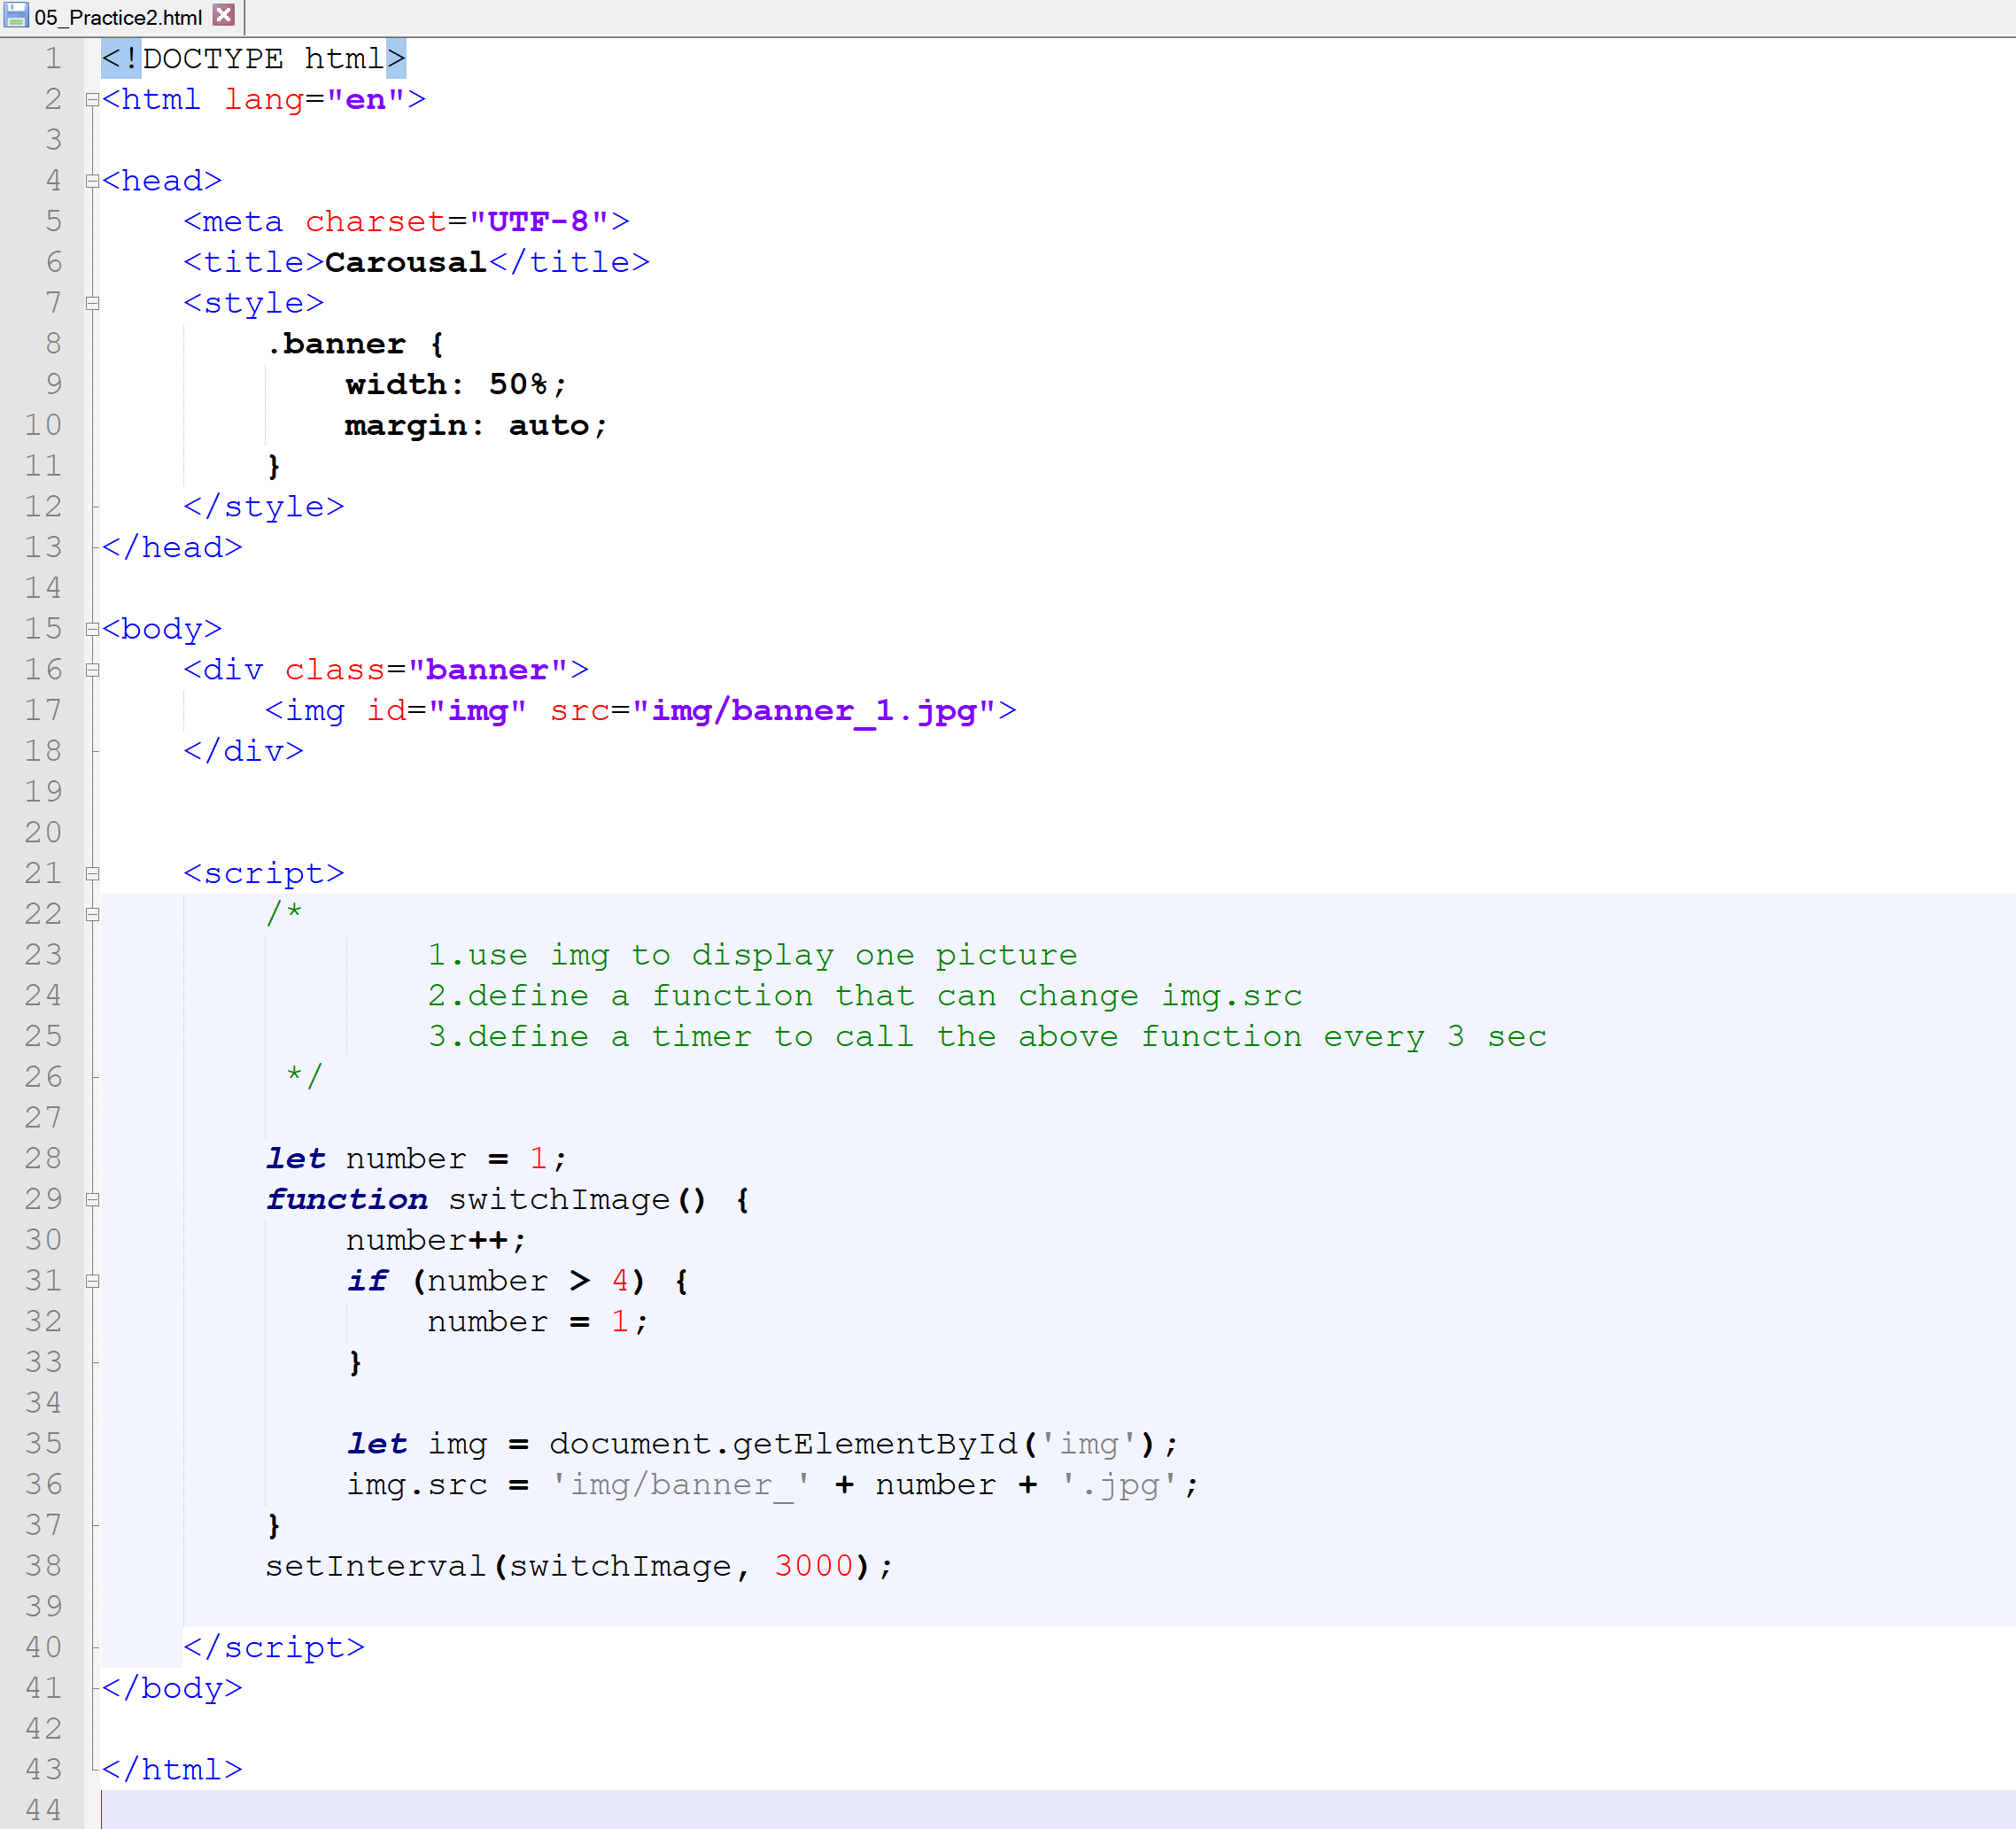 05_Practice2.html
1 <!DOCTYPE html>
2 <html lang="en">
3
4 <head>
5     <meta charset="UTF-8">
6     <title>Carousal</title>
7     <style>
8         .banner {
9             width: 50%;
10             margin: auto;
11         }
12     </style>
13 </head>
14
15 <body>
16     <div class="banner">
17         <img id="img" src="img/banner_1.jpg">
18     </div>
19
20
21     <script>
22         /*
23                 1.use img to display one picture
24                 2.define a function that can change img.src
25                 3.define a timer to call the above function every 3 sec
26          */
27
28         let number = 1;
29         function switchImage() {
30             number++;
31             if (number > 4) {
32                 number = 1;
33             }
34
35             let img = document.getElementById('img');
36             img.src = 'img/banner_' + number + '.jpg';
37         }
38         setInterval(switchImage, 3000);
39
40     </script>
41 </body>
42
43 </html>
44